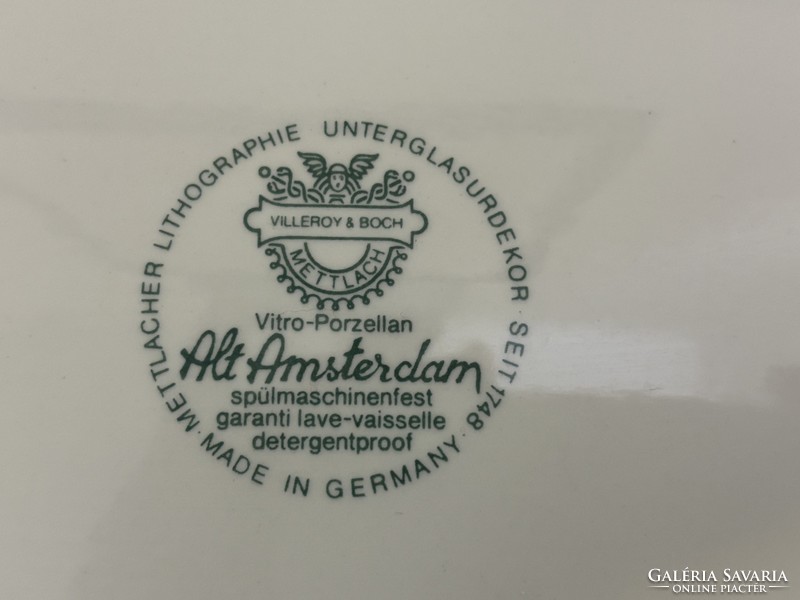 METTLACHER LITHOGRAPHIE UNTERGLASURDEKOR · SEIT 1748 ·
VILLEROY & BOCH
METTLACH
Vitro-Porzellan
Alt Amsterdam
spülmaschinenfest
garanti lave-vaisselle
detergentproof
· MADE IN GERMANY ·
GALÉRIA SAVARIA
ONLINE PIACTÉR